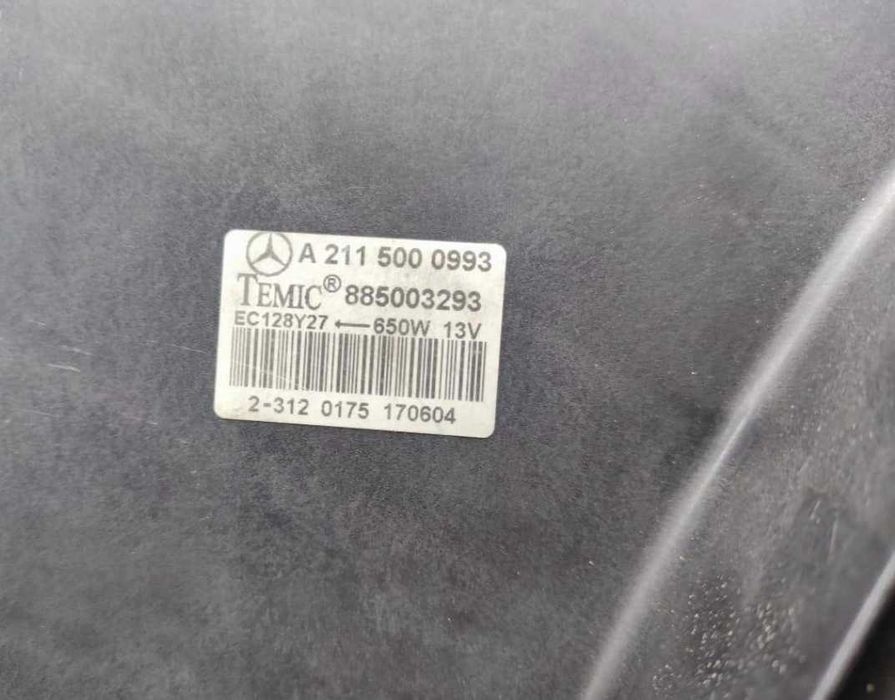 A 211 500 0993
TEMIC® 885003293
EC128Y27 ←650W 13V
2-312 0175 170604